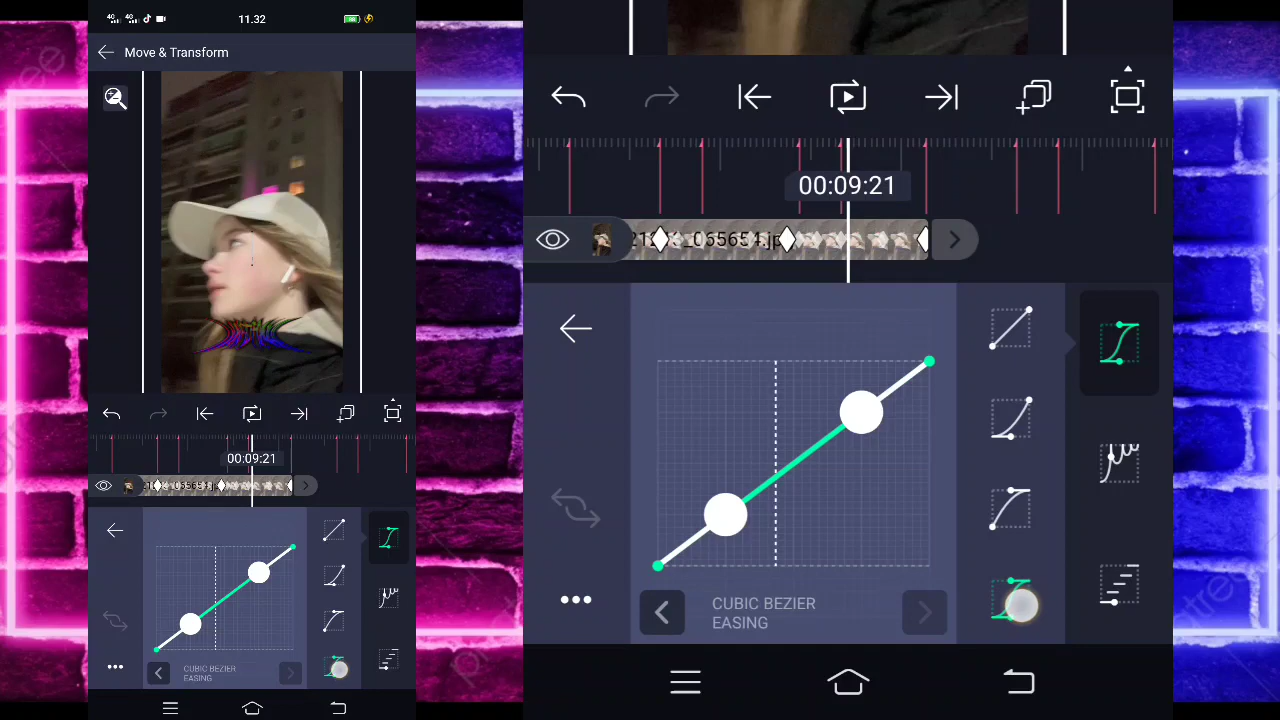 11.32
Move & Transform
00:09:21
CUBIC BEZIER
EASING
00:09:21
CUBIC BEZIER
EASING